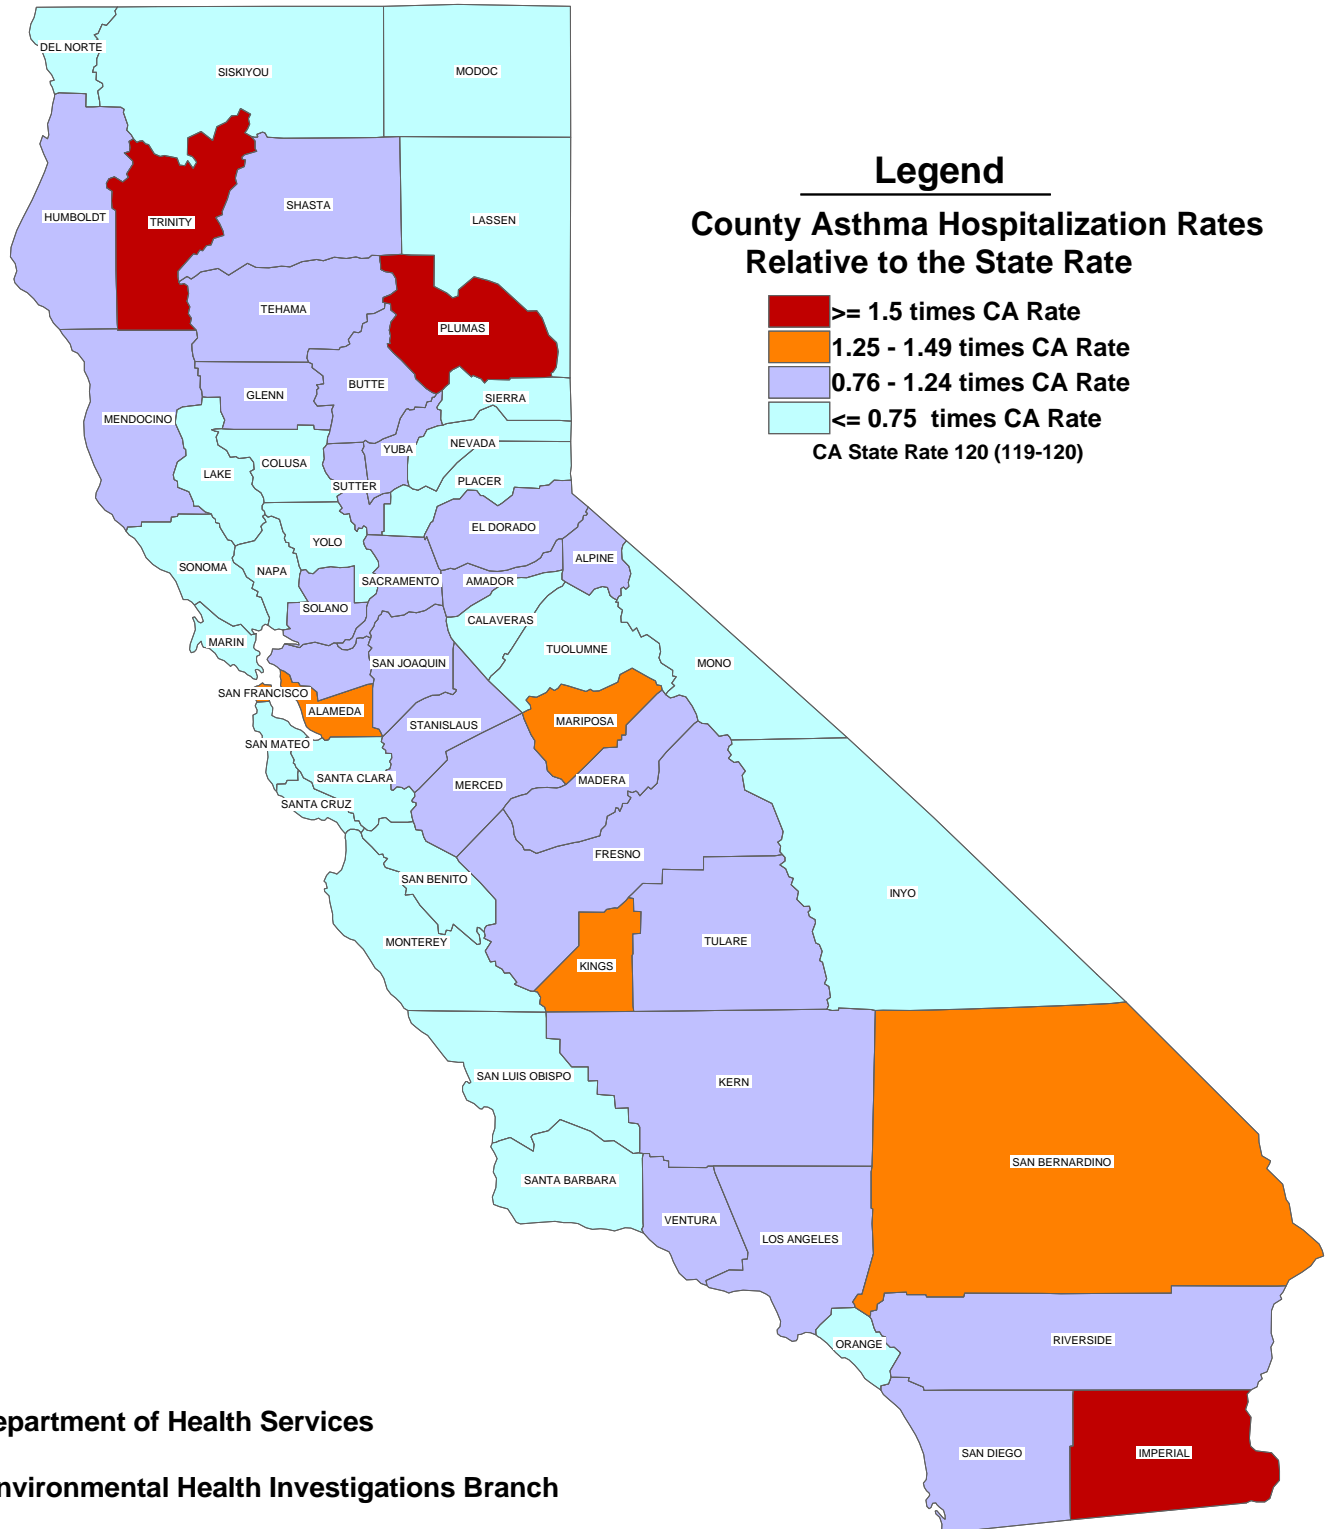 DEL NORTE
SISKIYOU
MODOC
HUMBOLDT
TRINITY
SHASTA
LASSEN
Legend
County Asthma Hospitalization Rates
Relative to the State Rate
>= 1.5 times CA Rate
1.25 - 1.49 times CA Rate
0.76 - 1.24 times CA Rate
<= 0.75 times CA Rate
CA State Rate 120 (119-120)
TEHAMA
PLUMAS
BUTTE
GLENN
SIERRA
MENDOCINO
NEVADA
YUBA
COLUSA
LAKE
PLACER
SUTTER
EL DORADO
YOLO
ALPINE
SONOMA
NAPA
SACRAMENTO
AMADOR
SOLANO
CALAVERAS
MARIN
TUOLUMNE
SAN JOAQUIN
MONO
SAN FRANCISCO
ALAMEDA
MARIPOSA
STANISLAUS
SAN MATEO
SANTA CLARA
MERCED
MADERA
SANTA CRUZ
FRESNO
SAN BENITO
INYO
MONTEREY
TULARE
KINGS
SAN LUIS OBISPO
KERN
SAN BERNARDINO
SANTA BARBARA
VENTURA
LOS ANGELES
ORANGE
RIVERSIDE
SAN DIEGO
IMPERIAL
epartment of Health Services
nvironmental Health Investigations Branch